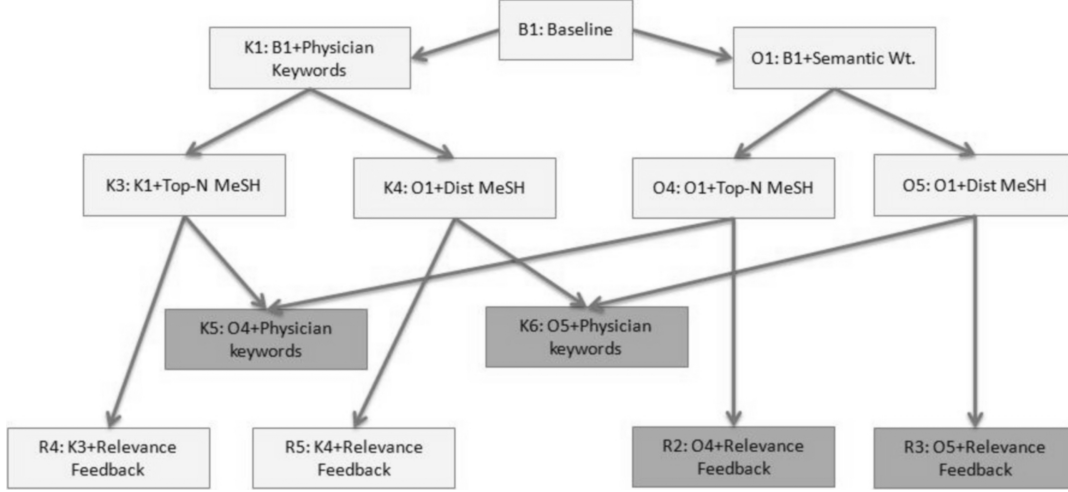 B1: Baseline
K1: B1+Physician
Keywords
O1: B1+Semantic Wt.
K3: K1+Top-N MeSH
K4: O1+Dist MeSH
O4: O1+Top-N MeSH
O5: O1+Dist MeSH
K5: O4+Physician
keywords
K6: O5+Physician
keywords
R4: K3+Relevance
Feedback
R5: K4+Relevance
Feedback
R2: O4+Relevance
Feedback
R3: O5+Relevance
Feedback